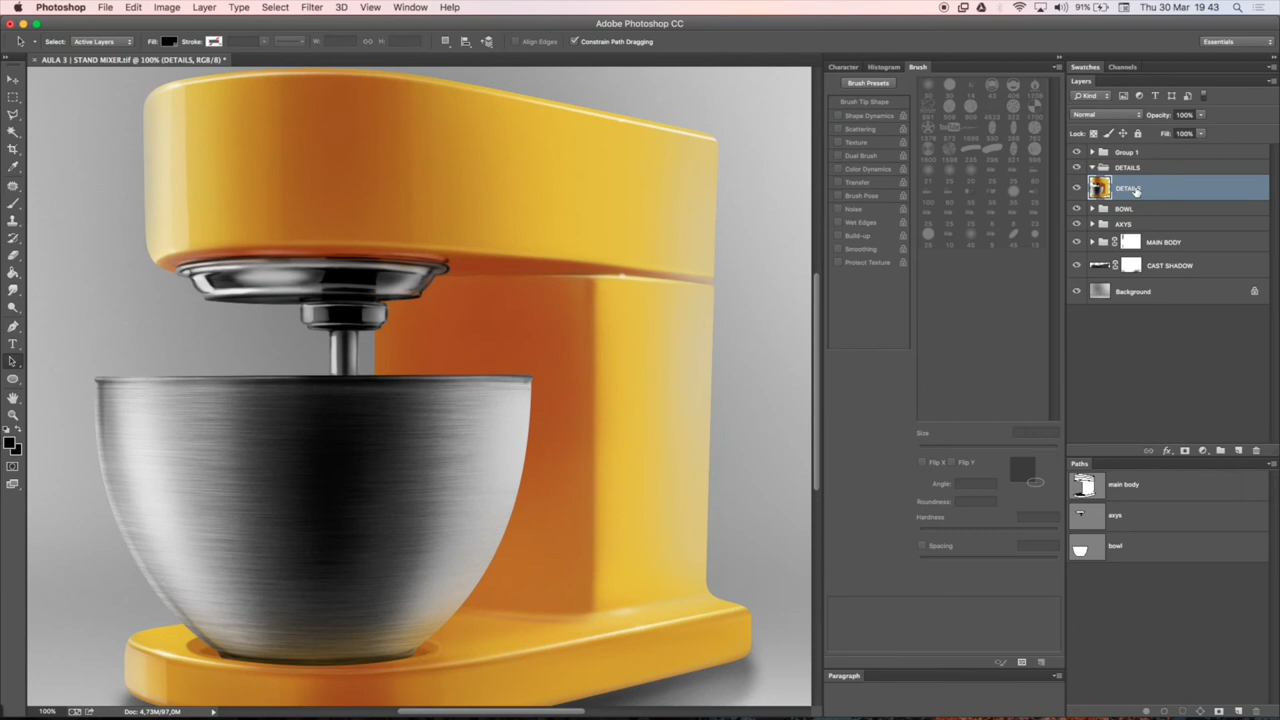 Photoshop File Edit Image Layer Type Select Filter 3D View Window Help 91% Thu 30 Mar 19 43
Adobe Photoshop CC
Select: Active Layers Fill: Stroke: W: H: Align Edges Constrain Path Dragging Essentials
AULA 3 | STAND MIXER.tif @ 100% (DETAILS, RGB/8) *
Character Histogram Brush
Brush Presets
Brush Tip Shape
Shape Dynamics
Scattering
Texture
Dual Brush
Color Dynamics
Transfer
Brush Pose
Noise
Wet Edges
Build-up
Smoothing
Protect Texture
Size
Flip X Flip Y
Angle:
Roundness:
Hardness
Spacing
Paragraph
Swatches Channels
Layers
Kind
Normal Opacity: 100%
Lock: Fill: 100%
Group 1
DETAILS
DETAILS
BOWL
AXYS
MAIN BODY
CAST SHADOW
Background
fx
Paths
main body
axys
bowl
100% Doc: 4,73M/97,0M